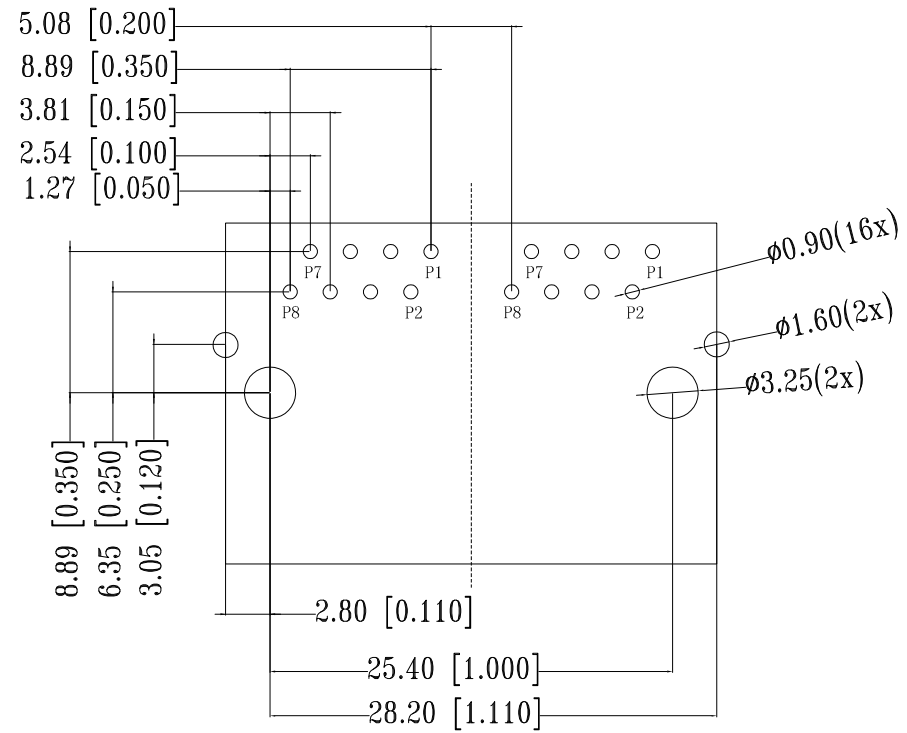 5.08 [0.200]
8.89 [0.350]
3.81 [0.150]
2.54 [0.100]
1.27 [0.050]
ø0.90(16x)
P7 P1 P7 P1
P8 P2 P8 P2
ø1.60(2x)
ø3.25(2x)
8.89 [0.350]
6.35 [0.250]
3.05 [0.120]
2.80 [0.110]
25.40 [1.000]
28.20 [1.110]